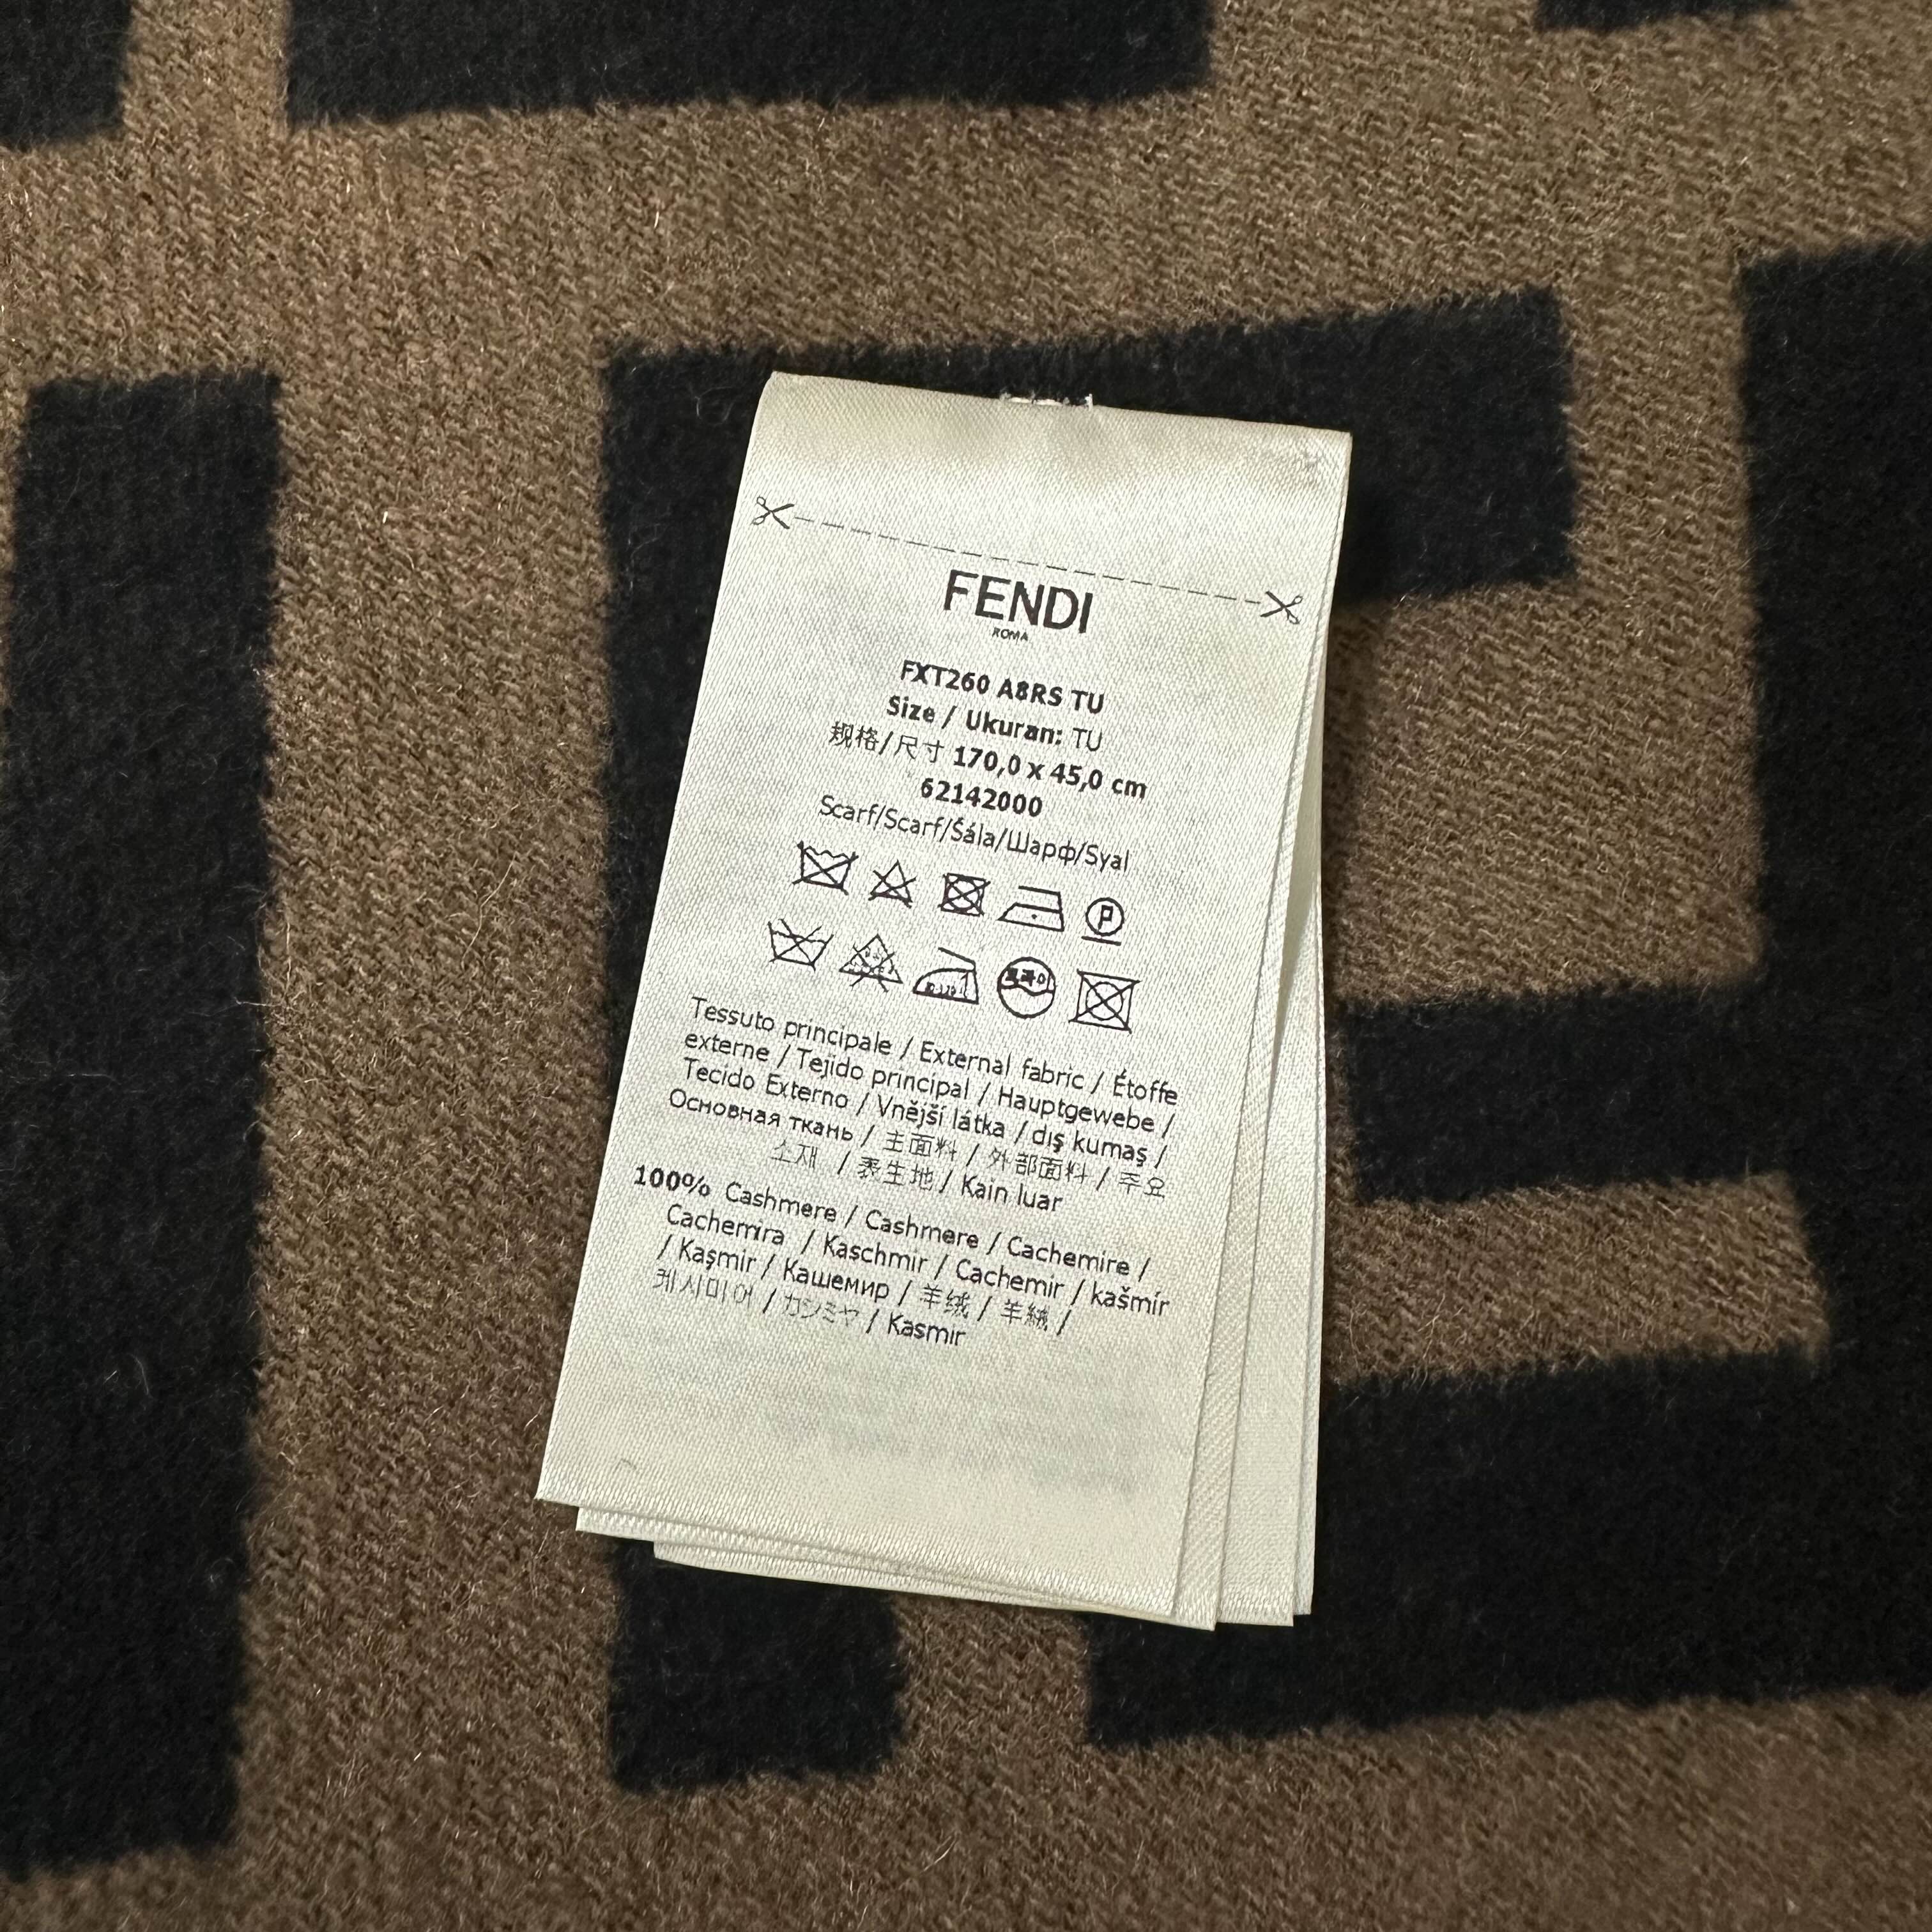 FENDI
ROMA
FXT260 A8RS TU
Size / Ukuran: TU
规格/尺寸 170,0 x 45,0 cm
62142000
Scarf/Scarf/Šála/Шарф/Syal
P
Tessuto principale / External fabric / Étoffe
externe / Tejido principal / Hauptgewebe /
Tecido Externo / Vnější látka / dış kumaş /
Основная ткань / 主面料 / 外部面料 / 주요
소재 / 表生地 / Kain luar
100% Cashmere / Cashmere / Cachemire /
Cachemira / Kaschmir / Cachemir / kašmír
/ Kaşmir / Кашемир / 羊绒 / 羊絨 /
캐시미어 / カシミヤ / Kasmir